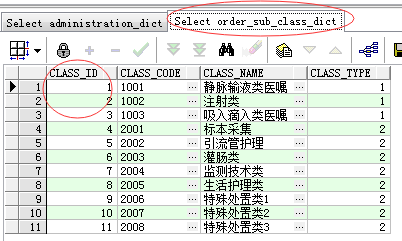 Select administration_dict Select order_sub_class_dict
CLASS_ID CLASS_CODE CLASS_NAME CLASS_TYPE
1 1 1001 静脉输液类医嘱 ··· 1
2 2 1002 注射类 ··· 1
3 3 1003 吸入滴入类医嘱 ··· 1
4 4 2001 标本采集 ··· 2
5 5 2002 引流管护理 ··· 2
6 6 2003 灌肠类 ··· 2
7 7 2004 监测技术类 ··· 2
8 8 2005 生活护理类 ··· 2
9 9 2006 特殊处置类1 ··· 2
10 10 2007 特殊处置类2 ··· 2
11 11 2008 特殊处置类3 ··· 2